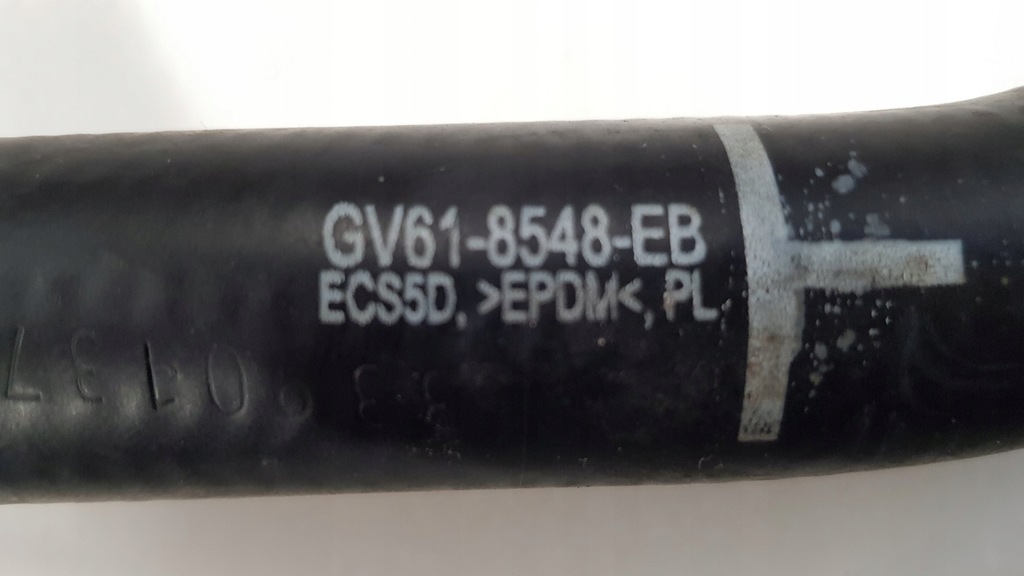 GV61-8548-EB
ECS5D, >EPDM<, PL